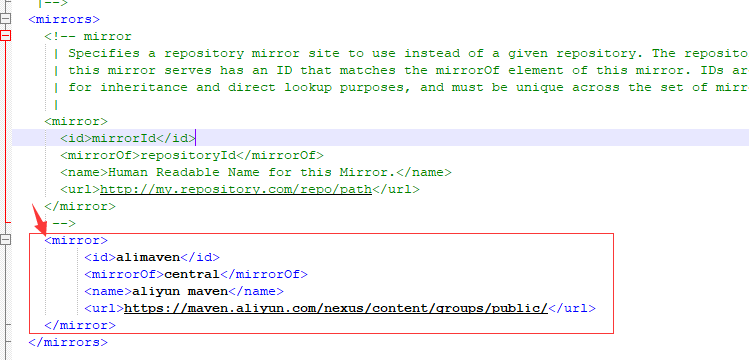 |-->
<mirrors>
<!-- mirror
| Specifies a repository mirror site to use instead of a given repository. The reposito
| this mirror serves has an ID that matches the mirrorOf element of this mirror. IDs ar
| for inheritance and direct lookup purposes, and must be unique across the set of mirr
|
<mirror>
<id>mirrorId</id>
<mirrorOf>repositoryId</mirrorOf>
<name>Human Readable Name for this Mirror.</name>
<url>http://my.repository.com/repo/path</url>
</mirror>
-->
<mirror>
<id>alimaven</id>
<mirrorOf>central</mirrorOf>
<name>aliyun maven</name>
<url>https://maven.aliyun.com/nexus/content/groups/public/</url>
</mirror>
</mirrors>